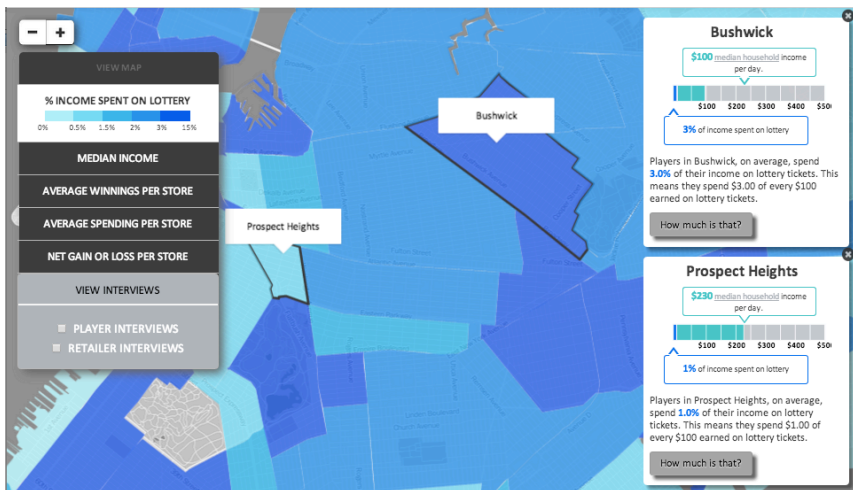 − +
VIEW MAP
% INCOME SPENT ON LOTTERY
0% 0.5% 1.5% 2% 3% 15%
MEDIAN INCOME
AVERAGE WINNINGS PER STORE
AVERAGE SPENDING PER STORE
NET GAIN OR LOSS PER STORE
VIEW INTERVIEWS
PLAYER INTERVIEWS
RETAILER INTERVIEWS
Bushwick
Prospect Heights
Bushwick
$100 median household income
per day.
$100 $200 $300 $400 $500
3% of income spent on lottery
Players in Bushwick, on average, spend
3.0% of their income on lottery tickets. This
means they spend $3.00 of every $100
earned on lottery tickets.
How much is that?
Prospect Heights
$230 median household income
per day.
$100 $200 $300 $400 $500
1% of income spent on lottery
Players in Prospect Heights, on average,
spend 1.0% of their income on lottery
tickets. This means they spend $1.00 of
every $100 earned on lottery tickets.
How much is that?